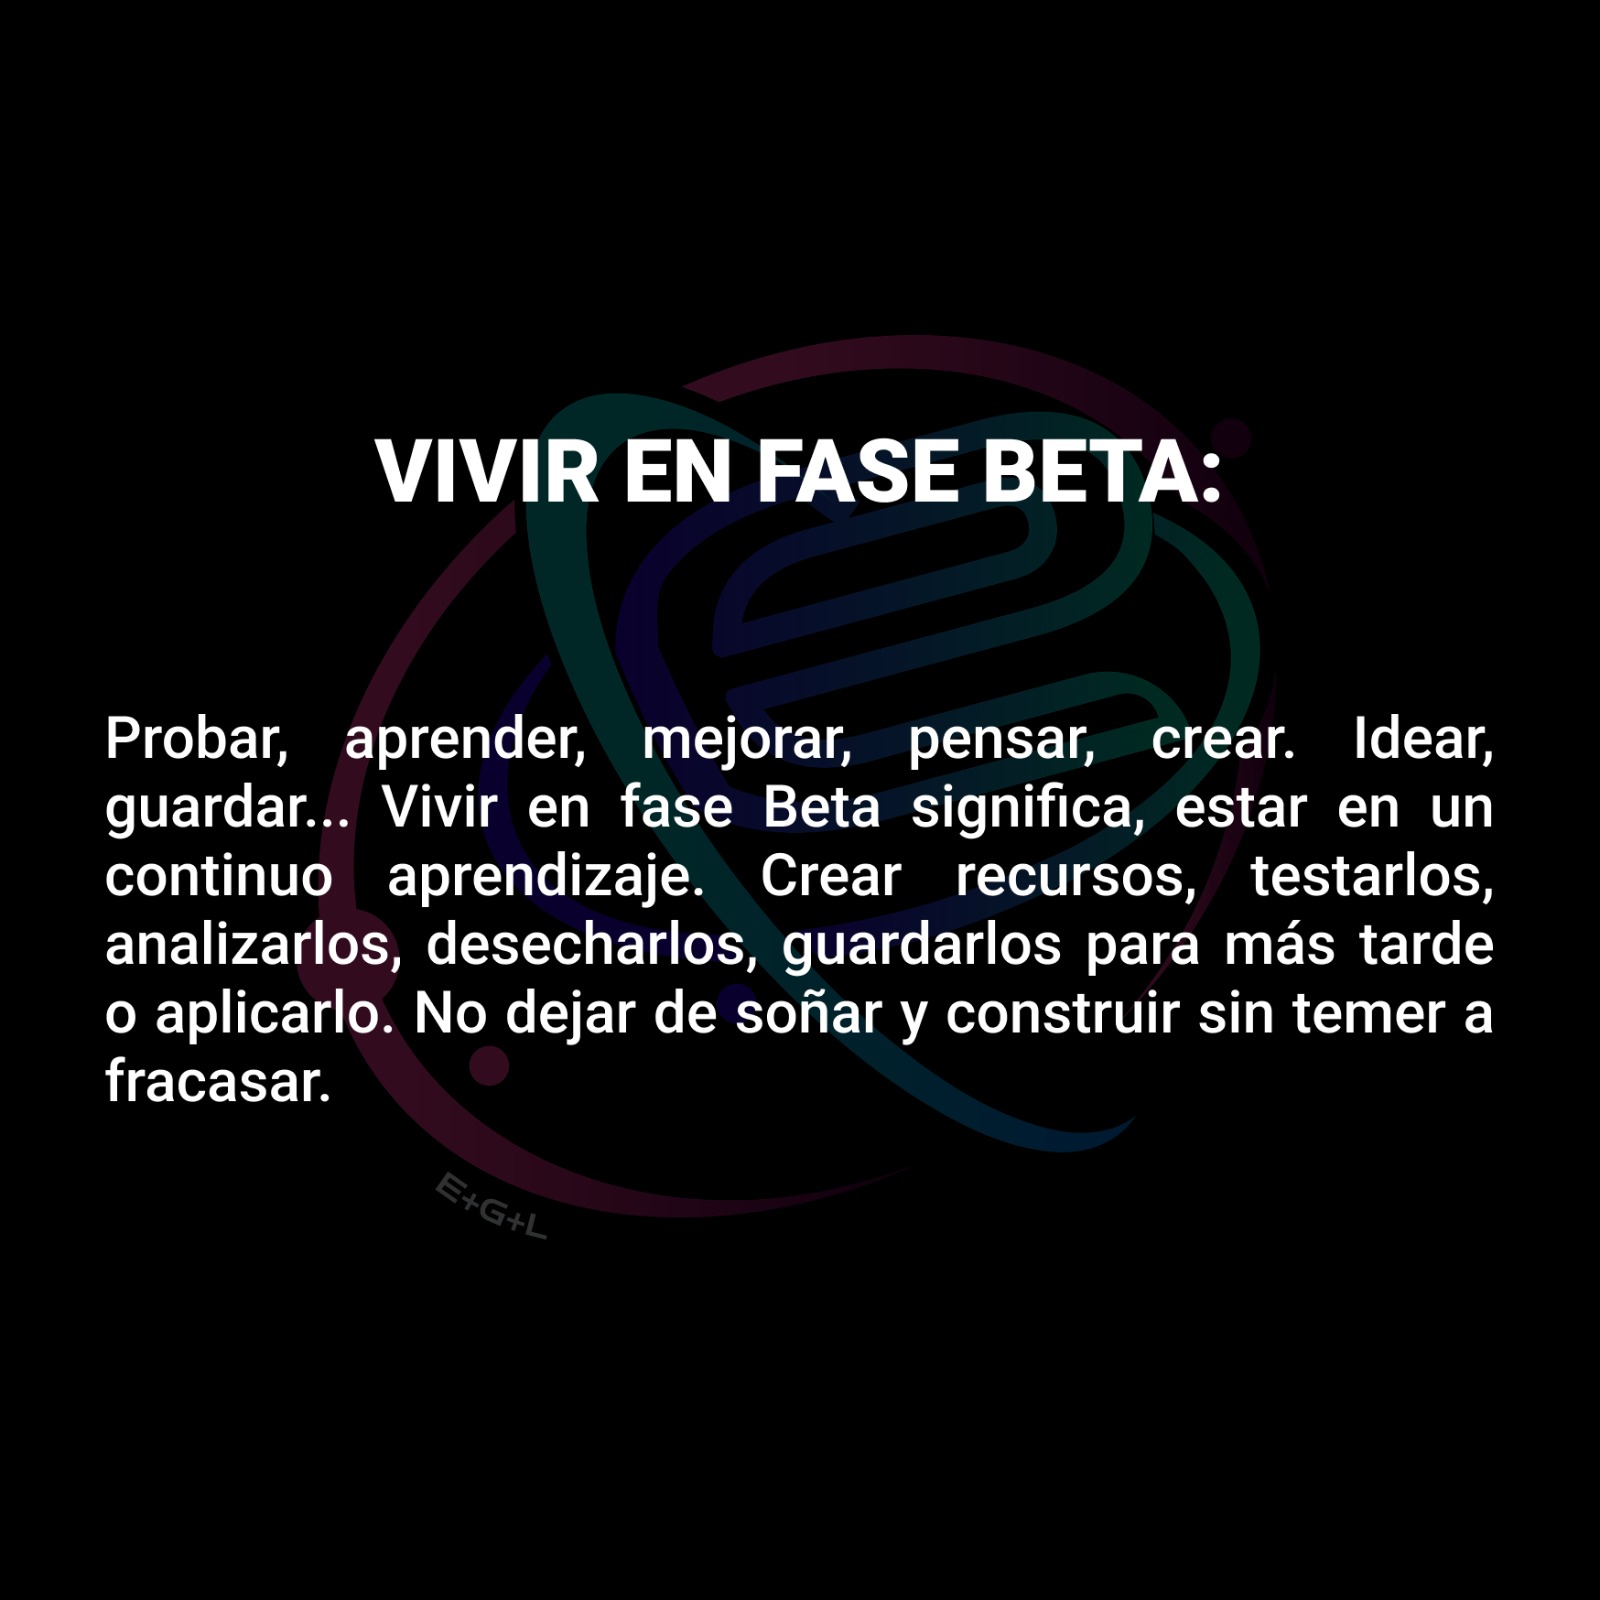 VIVIR EN FASE BETA:
Probar, aprender, mejorar, pensar, crear. Idear,
guardar... Vivir en fase Beta significa, estar en un
continuo aprendizaje. Crear recursos, testarlos,
analizarlos, desecharlos, guardarlos para más tarde
o aplicarlo. No dejar de soñar y construir sin temer a
fracasar.
E+G+L